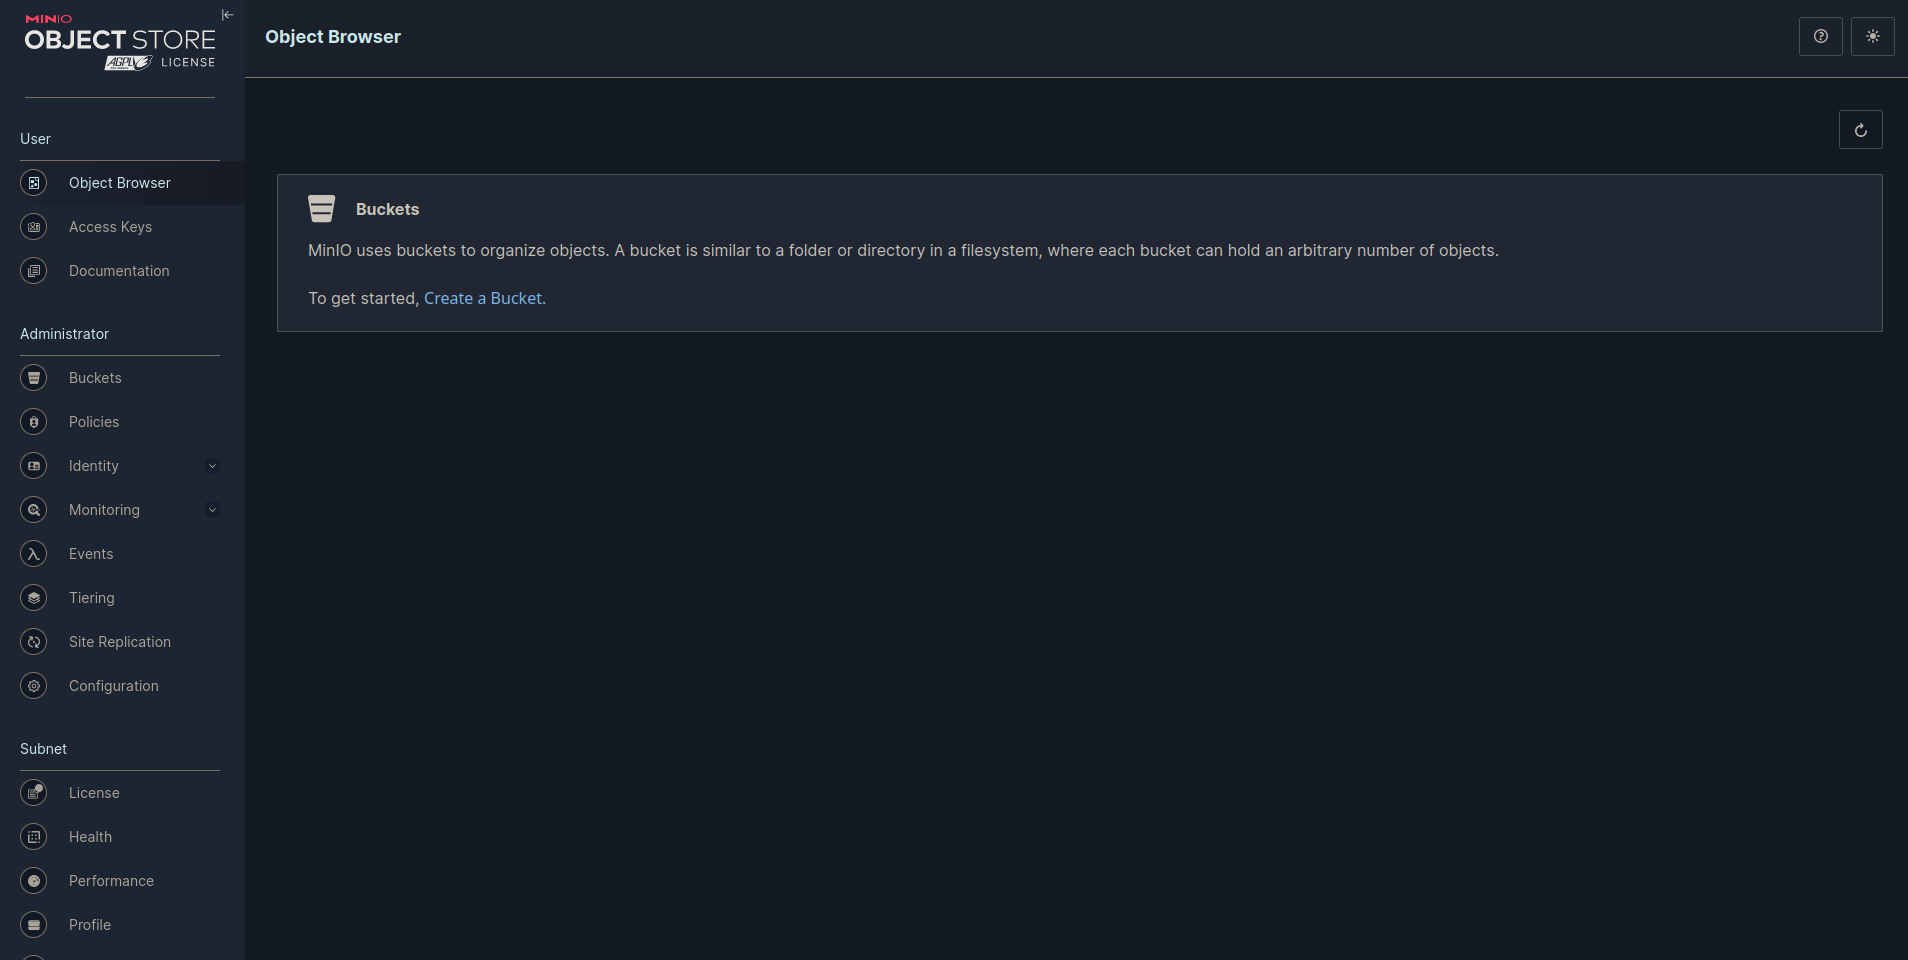 MINIO
OBJECT STORE
AGPL LICENSE
User
Object Browser
Access Keys
Documentation
Administrator
Buckets
Policies
Identity
Monitoring
Events
Tiering
Site Replication
Configuration
Subnet
License
Health
Performance
Profile
Object Browser
Buckets
MinIO uses buckets to organize objects. A bucket is similar to a folder or directory in a filesystem, where each bucket can hold an arbitrary number of objects.
To get started, Create a Bucket.